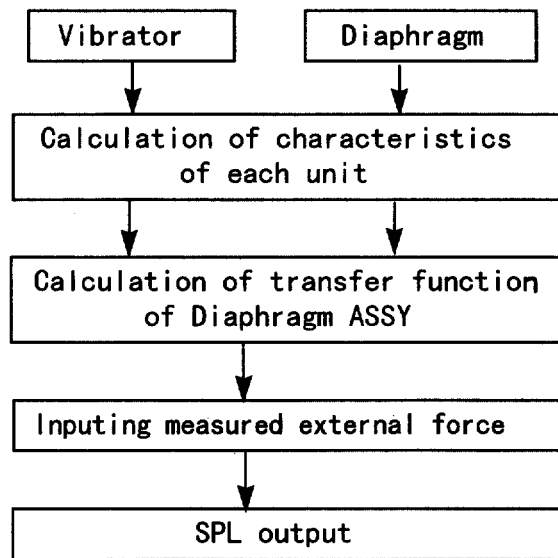 Vibrator
Diaphragm
Calculation of characteristics
of each unit
Calculation of transfer function
of Diaphragm ASSY
Inputing measured external force
SPL output